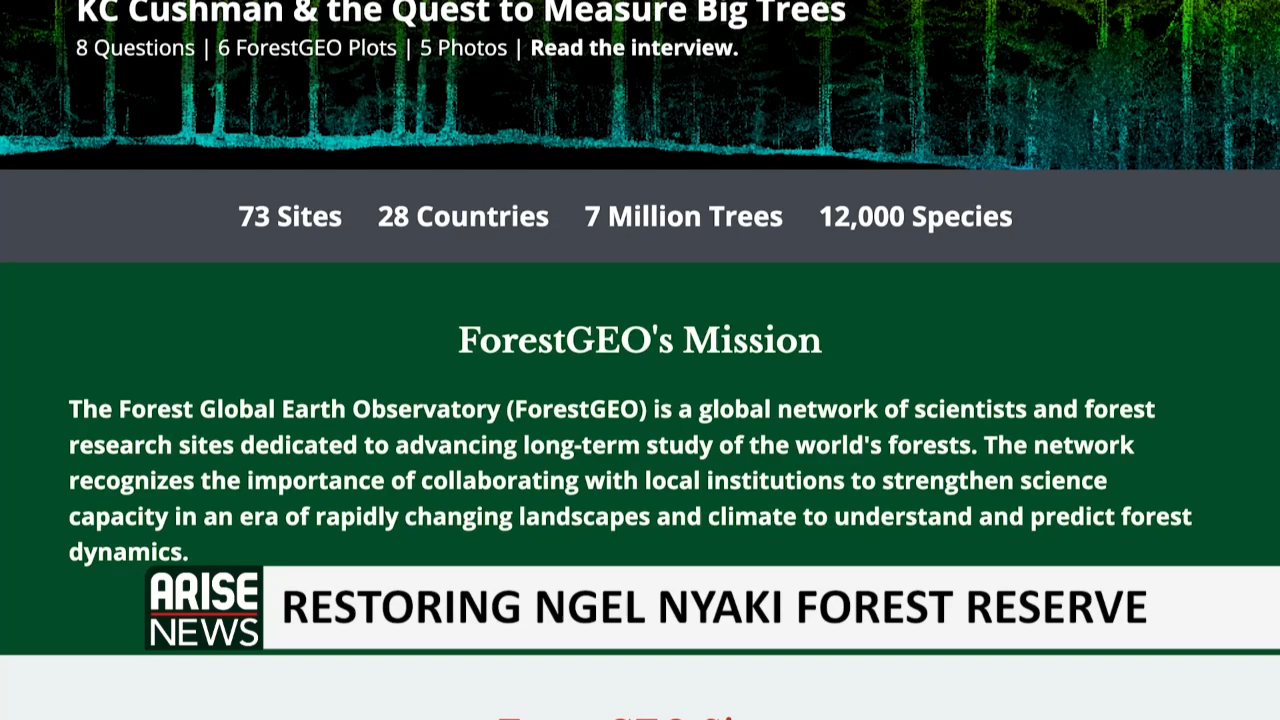 KC Cushman & the Quest to Measure Big Trees
8 Questions | 6 ForestGEO Plots | 5 Photos | Read the interview.
73 Sites 28 Countries 7 Million Trees 12,000 Species
ForestGEO's Mission
The Forest Global Earth Observatory (ForestGEO) is a global network of scientists and forest
research sites dedicated to advancing long-term study of the world's forests. The network
recognizes the importance of collaborating with local institutions to strengthen science
capacity in an era of rapidly changing landscapes and climate to understand and predict forest
dynamics.
ARISE
NEWS
RESTORING NGEL NYAKI FOREST RESERVE